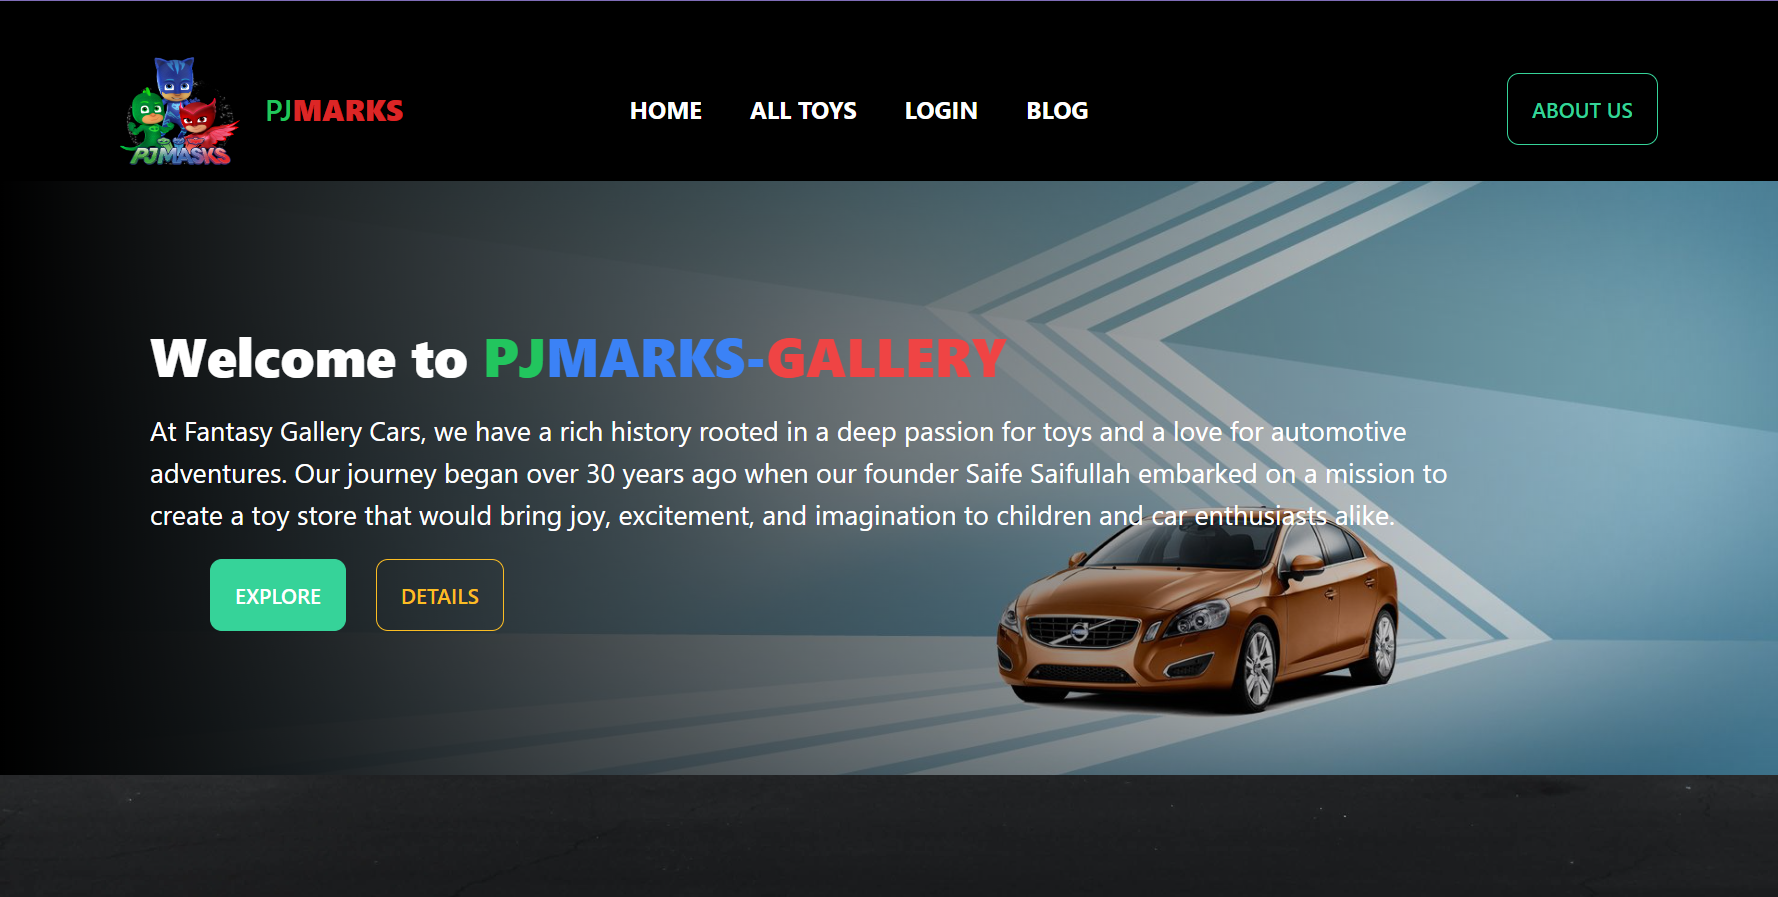 PJMASKS
PJMARKS
HOME
ALL TOYS
LOGIN
BLOG
ABOUT US
Welcome to PJMARKS-GALLERY
At Fantasy Gallery Cars, we have a rich history rooted in a deep passion for toys and a love for automotive
adventures. Our journey began over 30 years ago when our founder Saife Saifullah embarked on a mission to
create a toy store that would bring joy, excitement, and imagination to children and car enthusiasts alike.
EXPLORE
DETAILS